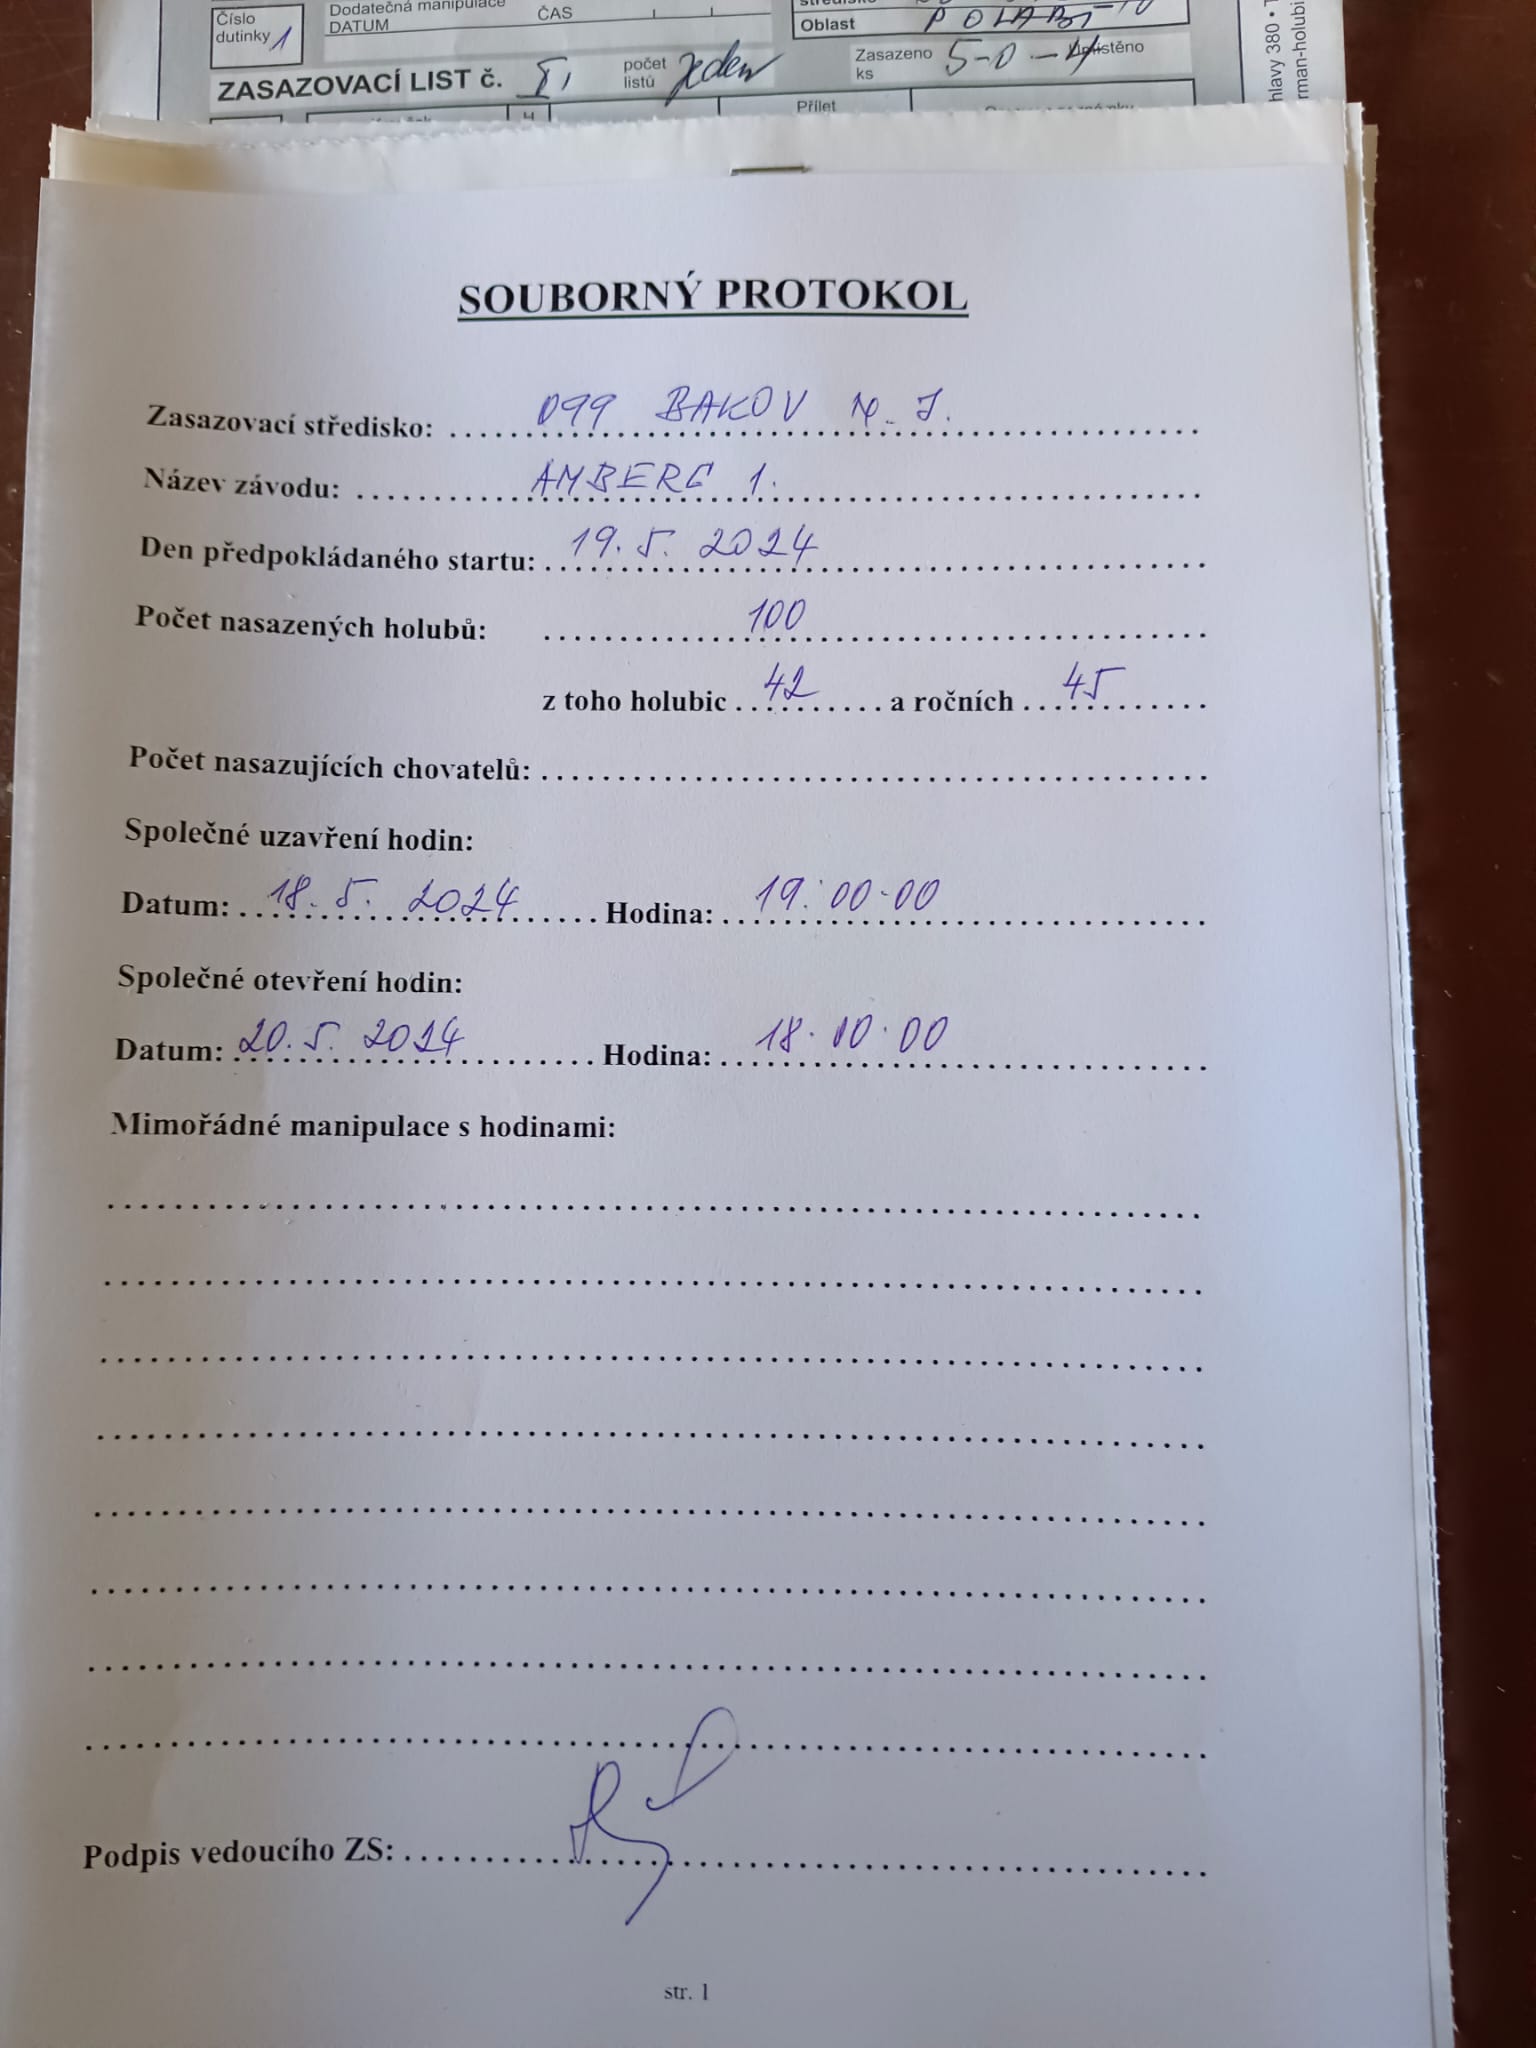 Číslo Dodatečná manipulace ČAS
dutinky 1 DATUM
Oblast POLABÍ
ZASAZOVACÍ LIST č. XI, počet listů jeden Zasazeno ks 5-0-4
Přílet
SOUBORNÝ PROTOKOL
Zasazovací středisko: 099 BAKOV N. J.
Název závodu: AMBERG 1.
Den předpokládaného startu: 19. 5. 2024
Počet nasazených holubů: 100
z toho holubic 42 a ročních 45
Počet nasazujících chovatelů:
Společné uzavření hodin:
Datum: 18. 5. 2024 Hodina: 19:00:00
Společné otevření hodin:
Datum: 20. 5. 2024 Hodina: 18:00:00
Mimořádné manipulace s hodinami:
Podpis vedoucího ZS:
str. 1